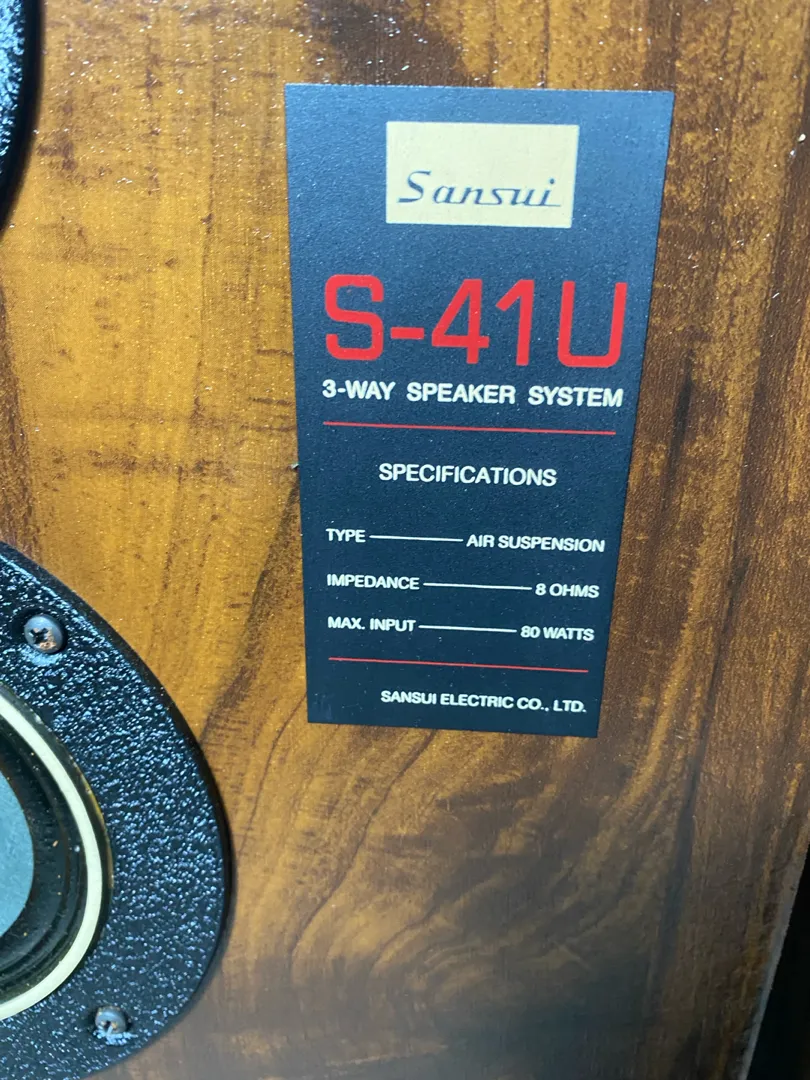 Sansui
S-41U
3-WAY SPEAKER SYSTEM
SPECIFICATIONS
TYPE AIR SUSPENSION
IMPEDANCE 8 OHMS
MAX. INPUT 80 WATTS
SANSUI ELECTRIC CO., LTD.